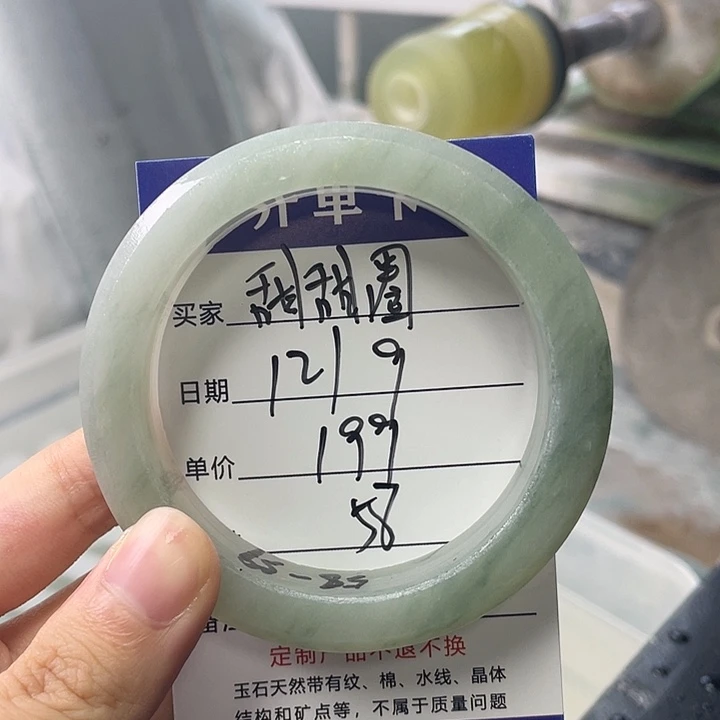 开单卡
买家 甜甜圈
日期 1219
单价 199
58
定制产品不退不换
玉石天然带有纹、棉、水线、晶体
结构和矿点等，不属于质量问题